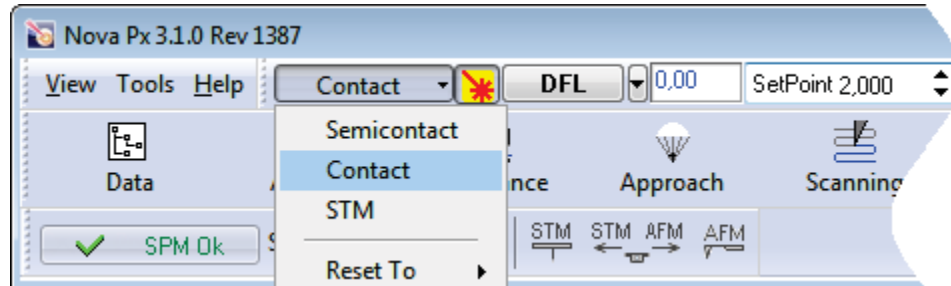 Nova Px 3.1.0 Rev 1387
View Tools Help Contact DFL 0,00 SetPoint 2,000
Semicontact
Contact
STM
Reset To
Data Approach Scanning
SPM Ok STM STM AFM AFM